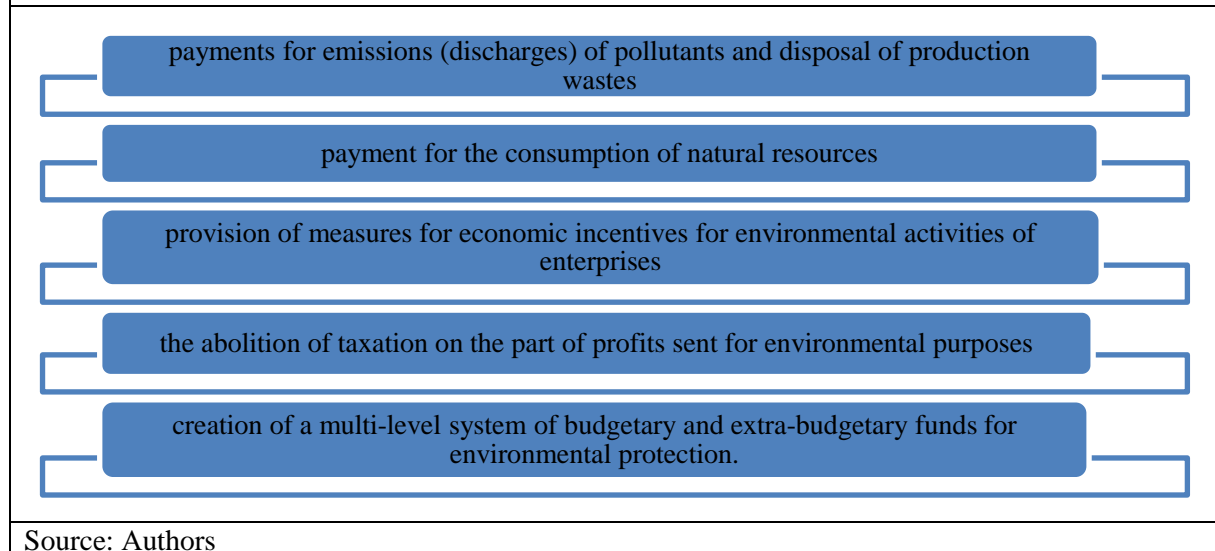 payments for emissions (discharges) of pollutants and disposal of production
wastes
payment for the consumption of natural resources
provision of measures for economic incentives for environmental activities of
enterprises
the abolition of taxation on the part of profits sent for environmental purposes
creation of a multi-level system of budgetary and extra-budgetary funds for
environmental protection.
Source: Authors